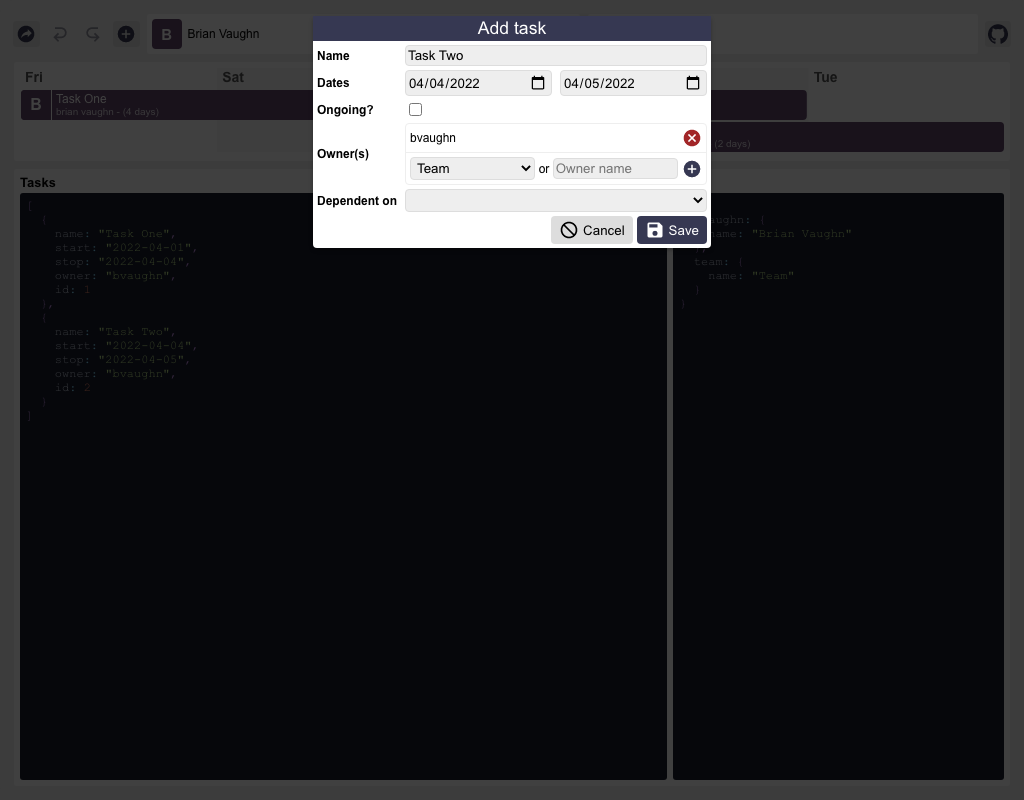 B Brian Vaughn
Add task
Name Task Two
Dates 04/04/2022 04/05/2022
Ongoing?
Owner(s) bvaughn
Team or Owner name
Dependent on
Cancel Save
Fri Sat Tue
B Task One
brian vaughn - (4 days)
(2 days)
Tasks
[
{
name: "Task One",
start: "2022-04-01",
stop: "2022-04-04",
owner: "bvaughn",
id: 1
},
{
name: "Task Two",
start: "2022-04-04",
stop: "2022-04-05",
owner: "bvaughn",
id: 2
}
]
name: "Brian Vaughn"
team: {
name: "Team"
}
}